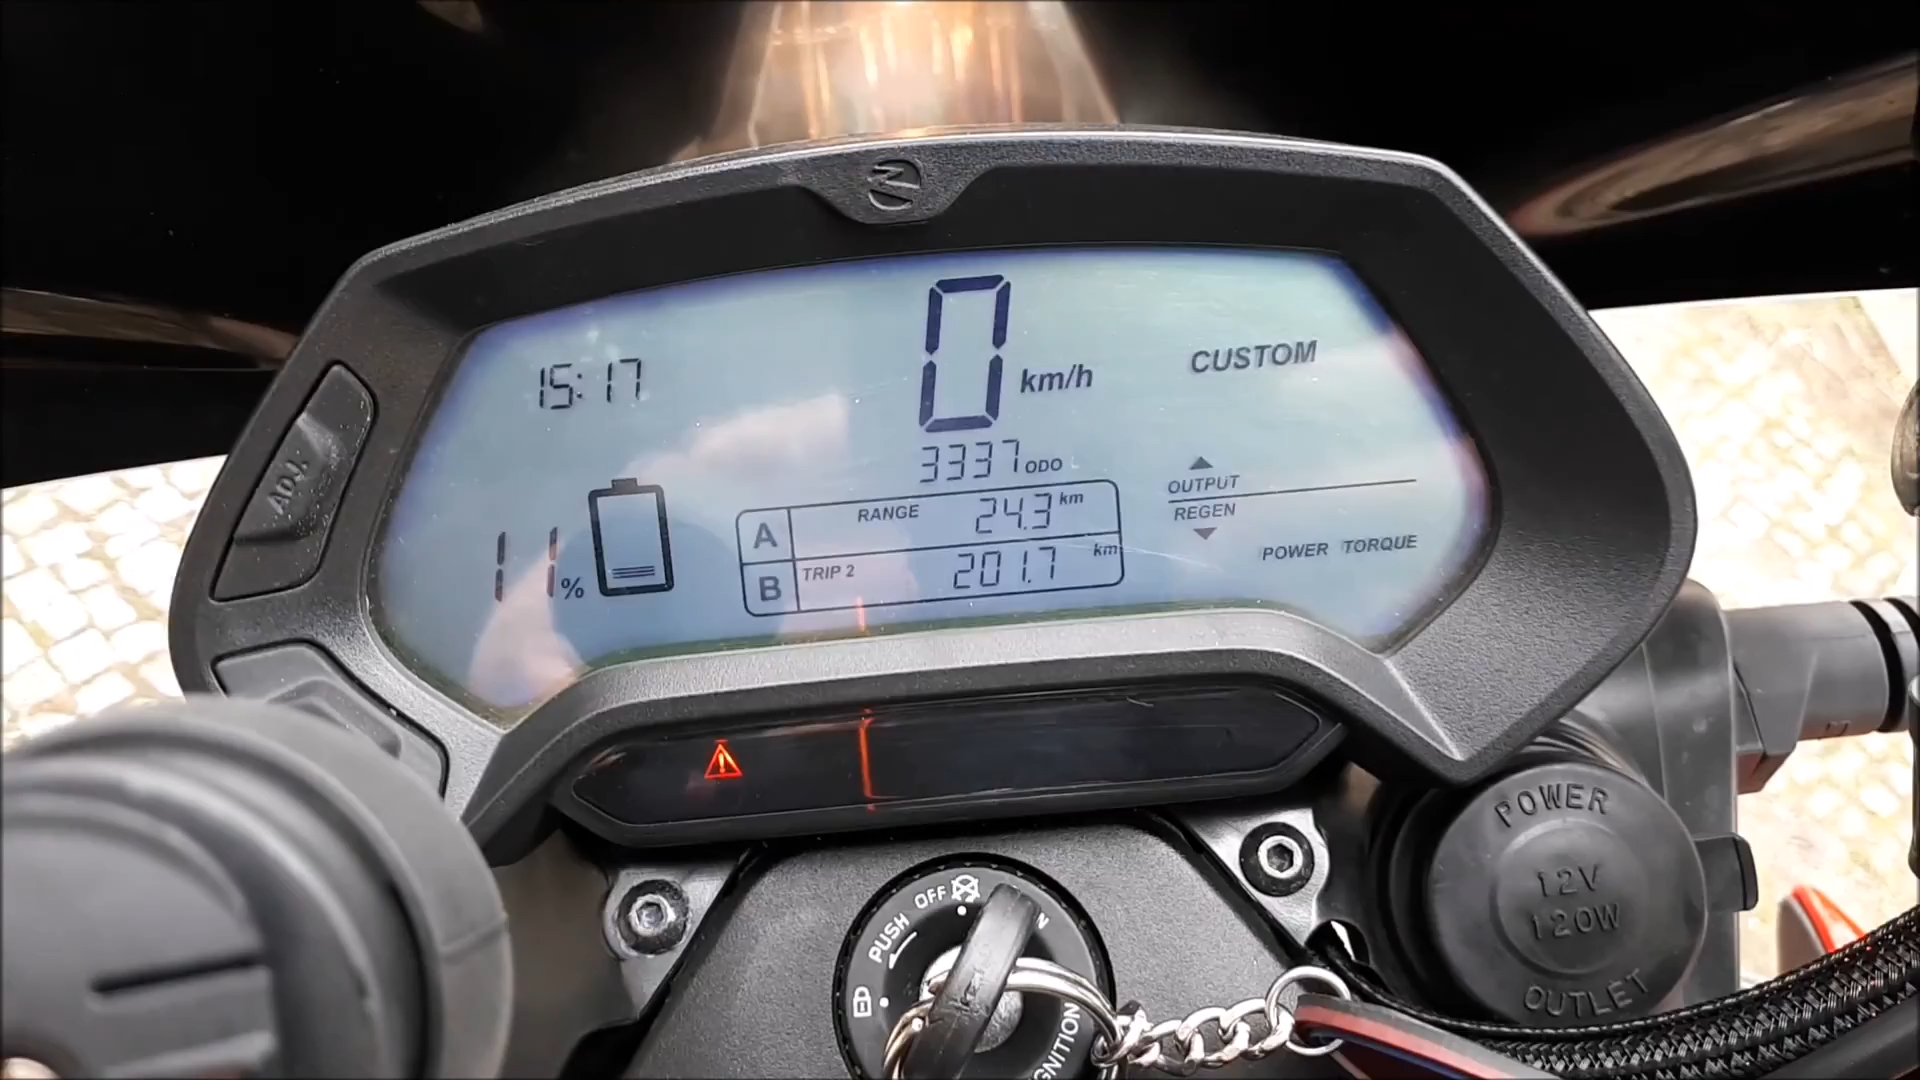 15:17
0 km/h
CUSTOM
3337 ODO
ADJ.
11 %
A RANGE 24.3 km
B TRIP 2 201.7 km
OUTPUT
REGEN
POWER TORQUE
POWER
12V
120W
OUTLET
OFF
PUSH
IGNITION